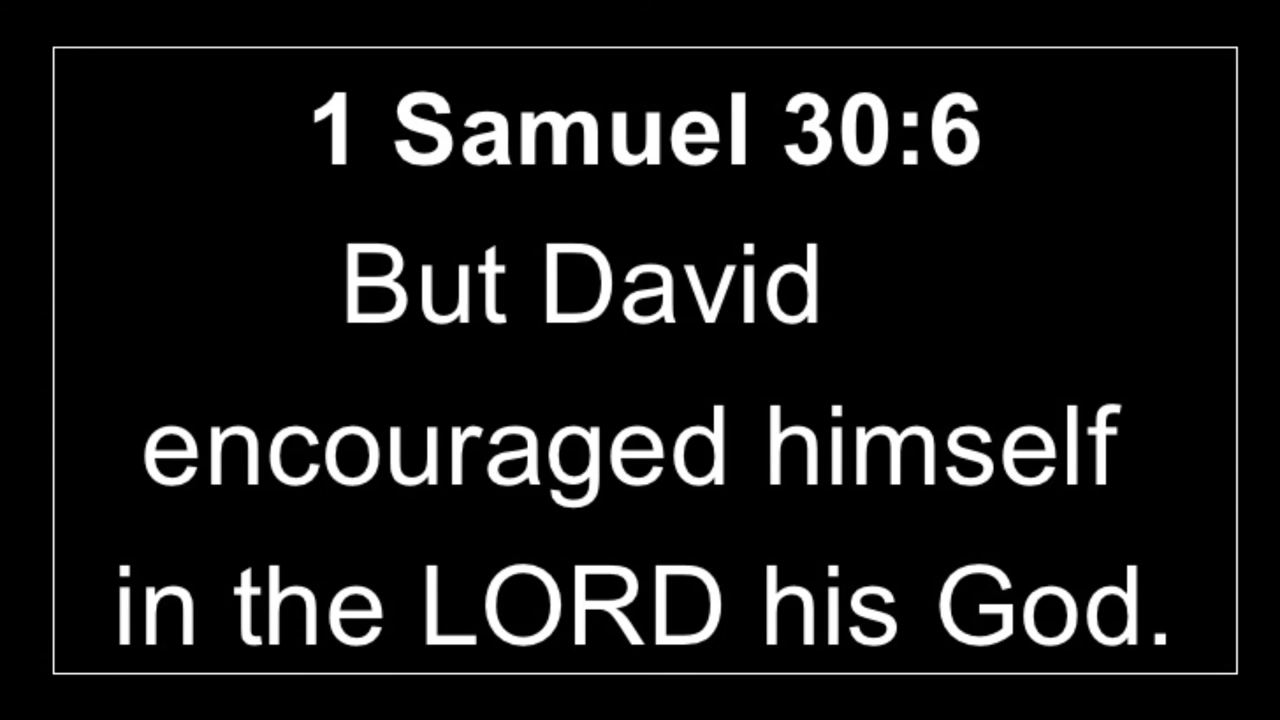 1 Samuel 30:6
But David
encouraged himself
in the LORD his God.